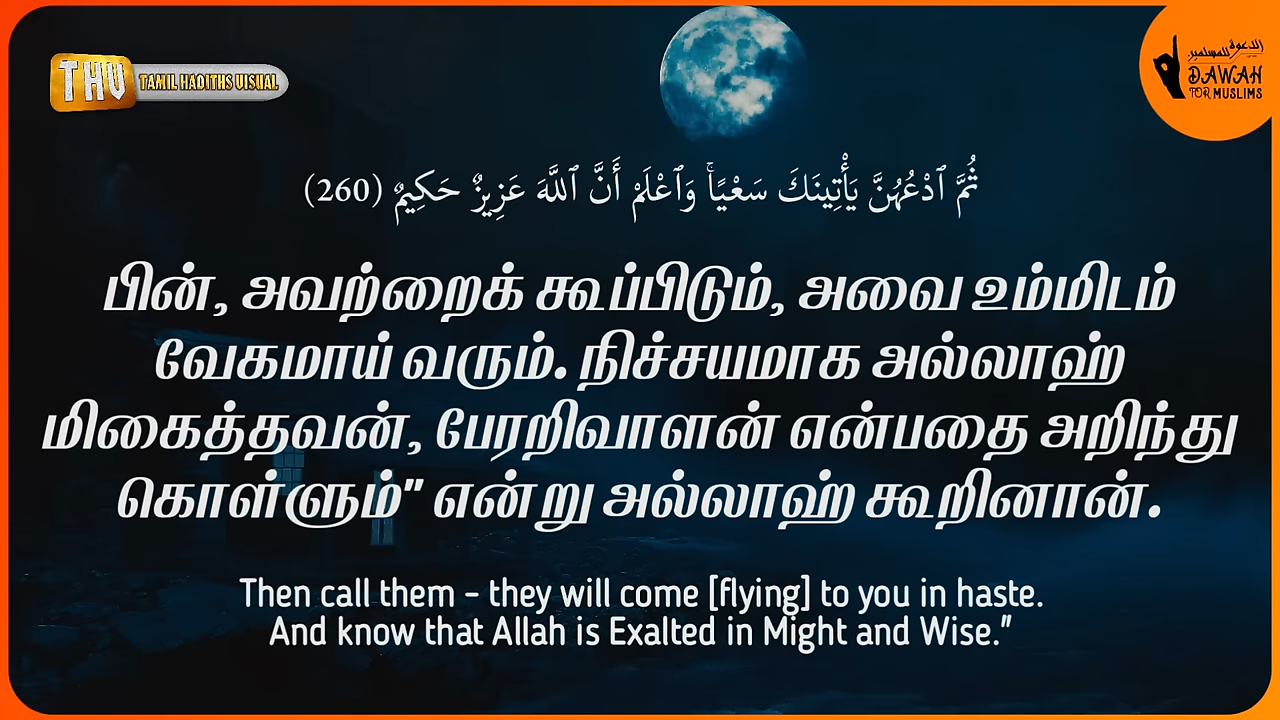 THV TAMIL HADITHS VISUAL
الدعوة للمسلمين
DAWAH
FOR MUSLIMS
ثُمَّ ٱدْعُهُنَّ يَأْتِينَكَ سَعْيًاۚ وَٱعْلَمْ أَنَّ ٱللَّهَ عَزِيزٌ حَكِيمٌ (260)
பின், அவற்றைக் கூப்பிடும், அவை உம்மிடம்
வேகமாய் வரும். நிச்சயமாக அல்லாஹ்
மிகைத்தவன், பேரறிவாளன் என்பதை அறிந்து
கொள்ளும்" என்று அல்லாஹ் கூறினான்.
Then call them - they will come [flying] to you in haste.
And know that Allah is Exalted in Might and Wise."